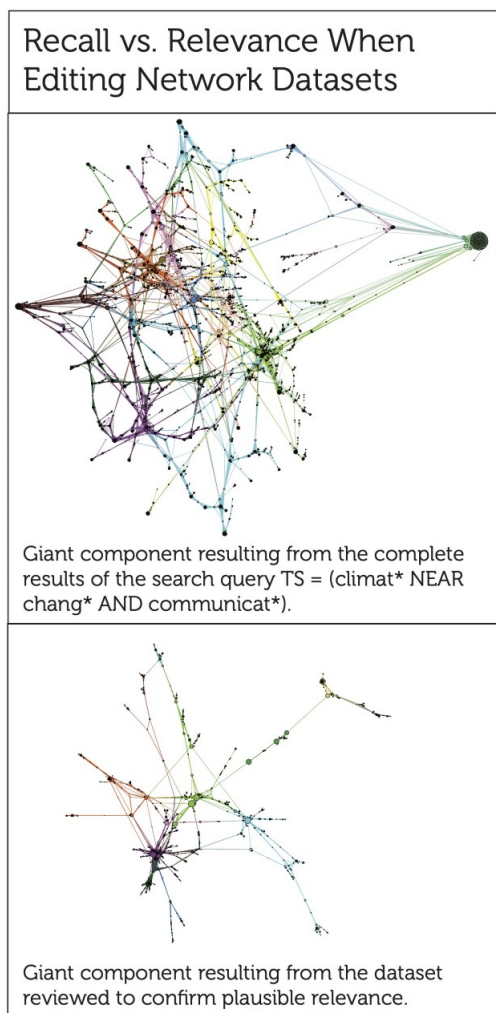 Recall vs. Relevance When
Editing Network Datasets
Giant component resulting from the complete
results of the search query TS = (climat* NEAR
chang* AND communicat*).
Giant component resulting from the dataset
reviewed to confirm plausible relevance.